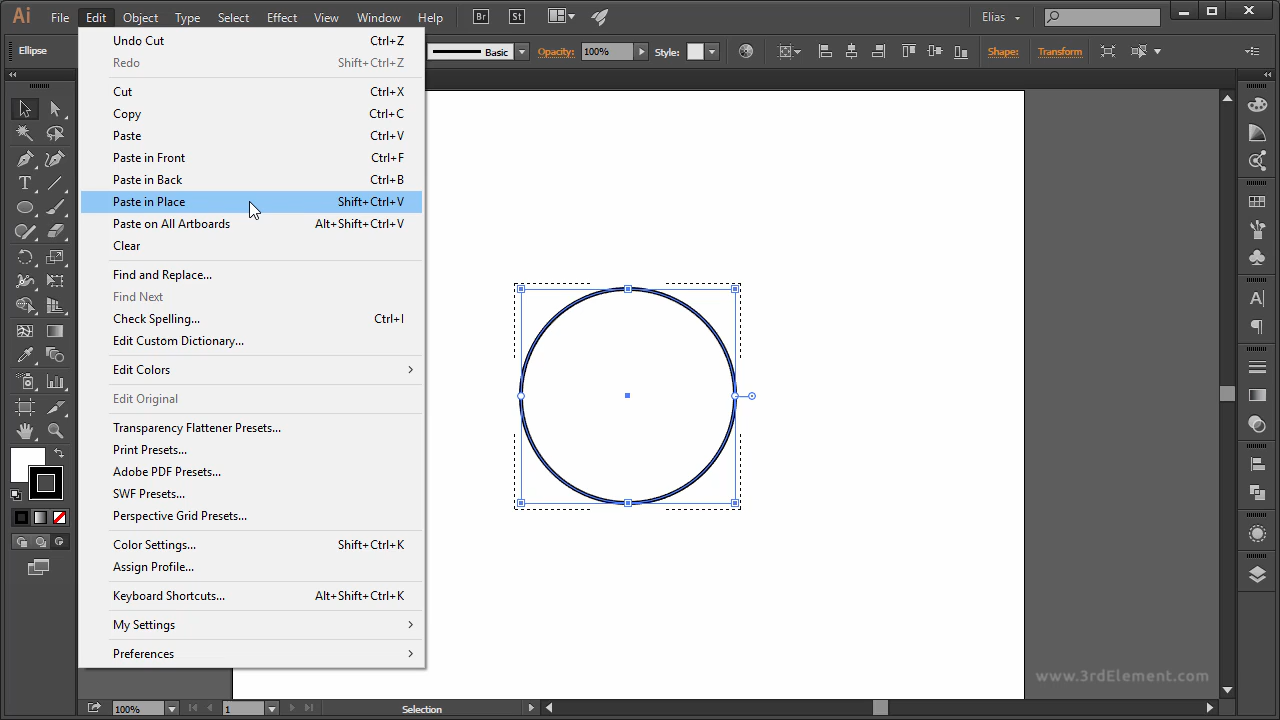 Ai File Edit Object Type Select Effect View Window Help Br St Elias
Ellipse Basic Opacity: 100% Style: Shape: Transform
Undo Cut Ctrl+Z
Redo Shift+Ctrl+Z
Cut Ctrl+X
Copy Ctrl+C
Paste Ctrl+V
Paste in Front Ctrl+F
Paste in Back Ctrl+B
Paste in Place Shift+Ctrl+V
Paste on All Artboards Alt+Shift+Ctrl+V
Clear
Find and Replace...
Find Next
Check Spelling... Ctrl+I
Edit Custom Dictionary...
Edit Colors
Edit Original
Transparency Flattener Presets...
Print Presets...
Adobe PDF Presets...
SWF Presets...
Perspective Grid Presets...
Color Settings... Shift+Ctrl+K
Assign Profile...
Keyboard Shortcuts... Alt+Shift+Ctrl+K
My Settings
Preferences
www.3rdElement.com
100% 1 Selection